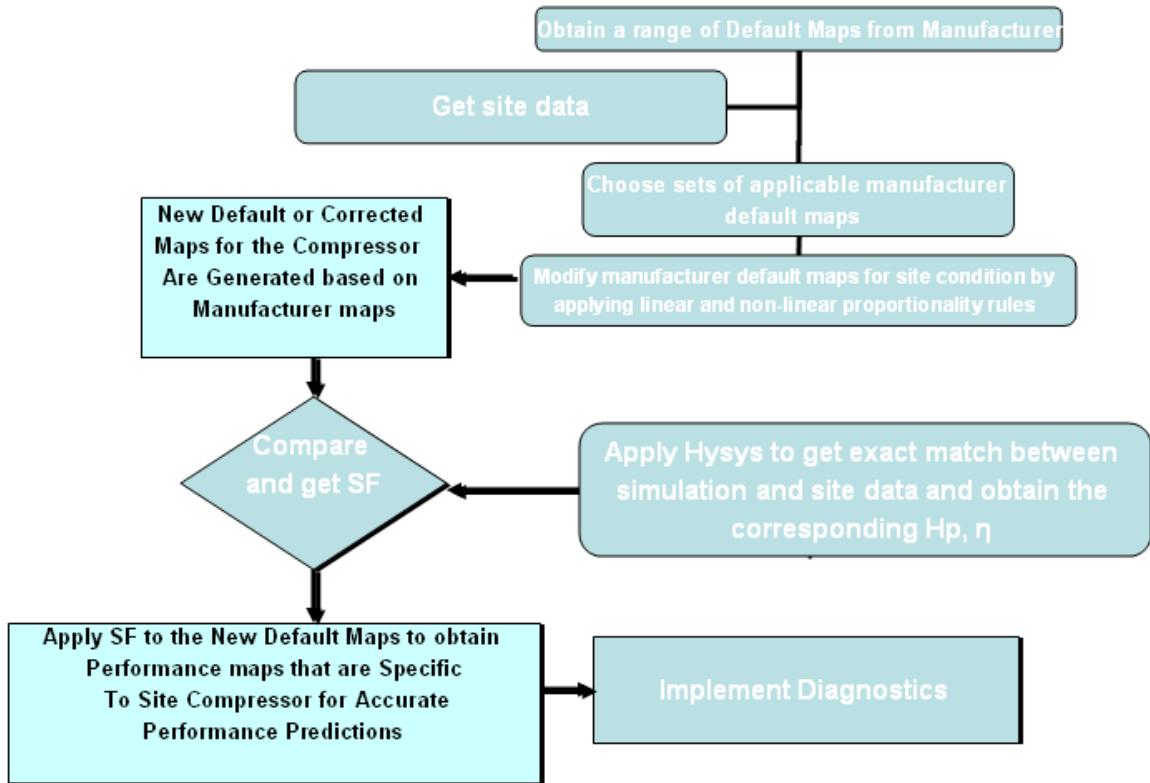 Obtain a range of Default Maps from Manufacturer
Get site data
Choose sets of applicable manufacturer
default maps
New Default or Corrected
Maps for the Compressor
Are Generated based on
Manufacturer maps
Modify manufacturer default maps for site condition by
applying linear and non-linear proportionality rules
Compare
and get SF
Apply Hysys to get exact match between
simulation and site data and obtain the
corresponding Hp, η
Apply SF to the New Default Maps to obtain
Performance maps that are Specific
To Site Compressor for Accurate
Performance Predictions
Implement Diagnostics